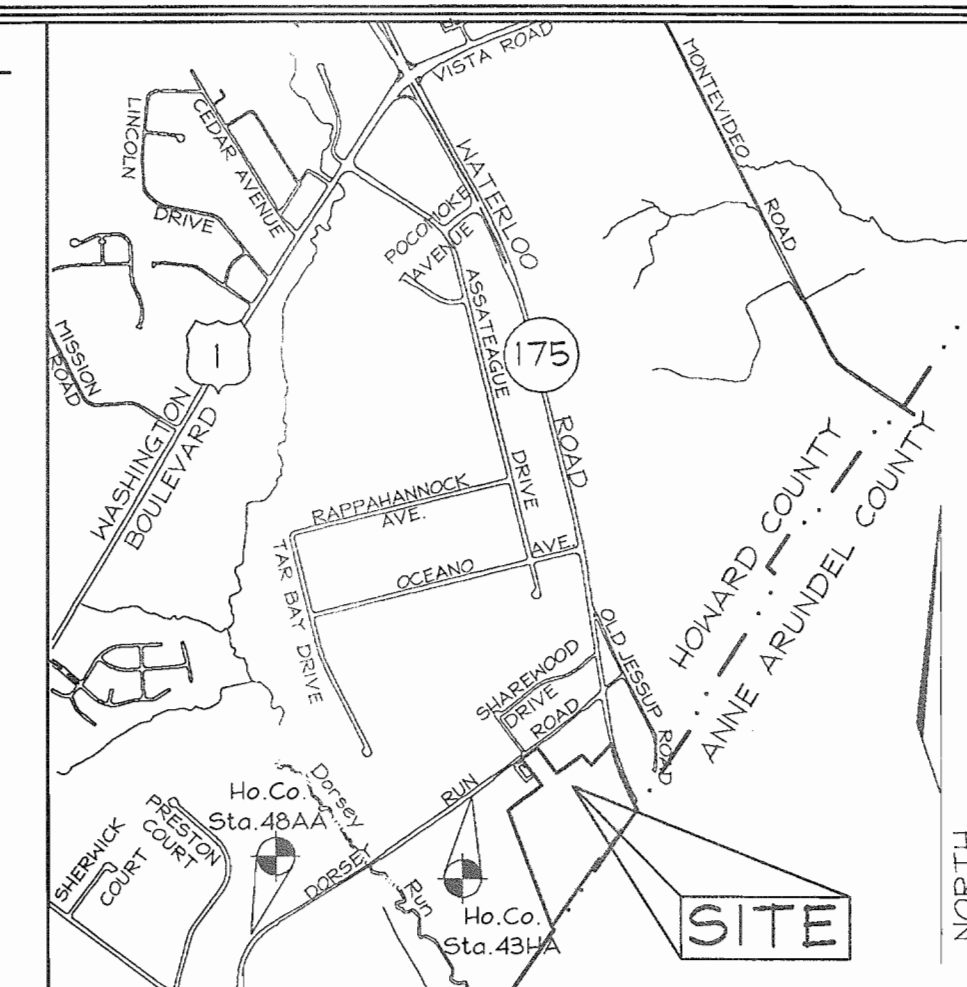 VISTA ROAD
MONTEVIDEO
ROAD
LINCOLN
DRIVE
CEDAR AVENUE
WATERLOO
ROAD
POCOMOKE
AVENUE
ASSATEAGUE
DRIVE
1
175
MISSION
ROAD
WASHINGTON
BOULEVARD
RAPPAHANNOCK
AVE.
OCEANO AVE.
TAR BAY DRIVE
HOWARD COUNTY
ANNE ARUNDEL COUNTY
OLD JESSUP ROAD
SHAREWOOD
DRIVE
DORSEY RUN ROAD
Dorsey
Run
Ho.Co.
Sta.48AA
PRESTON
COURT
SHERWICK
COURT
Ho.Co.
Sta.43HA
SITE
NORTH